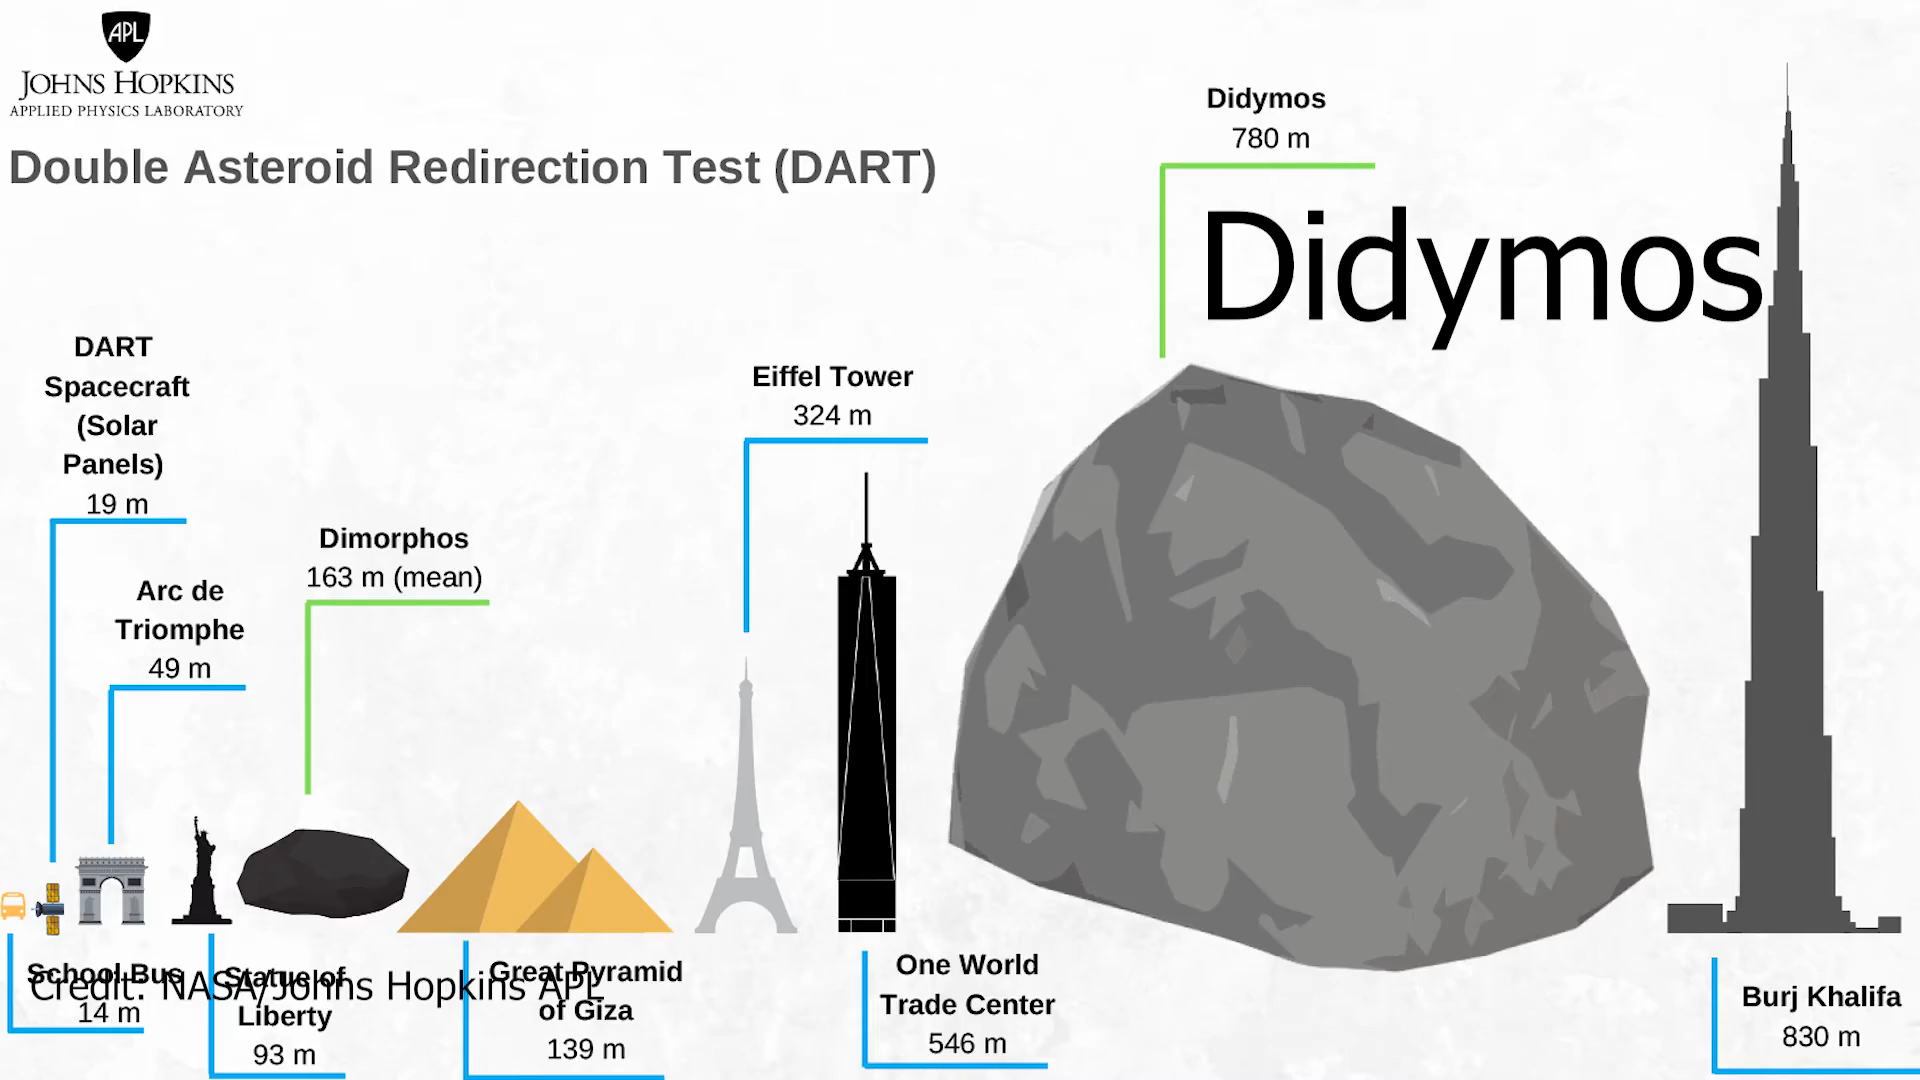 APL
JOHNS HOPKINS
APPLIED PHYSICS LABORATORY
Double Asteroid Redirection Test (DART)
Didymos
780 m
Didymos
DART
Spacecraft
(Solar
Panels)
19 m
Arc de
Triomphe
49 m
Dimorphos
163 m (mean)
Eiffel Tower
324 m
School Bus
14 m
Statue of
Liberty
93 m
Great Pyramid
of Giza
139 m
One World
Trade Center
546 m
Burj Khalifa
830 m
Credit: NASA/Johns Hopkins APL